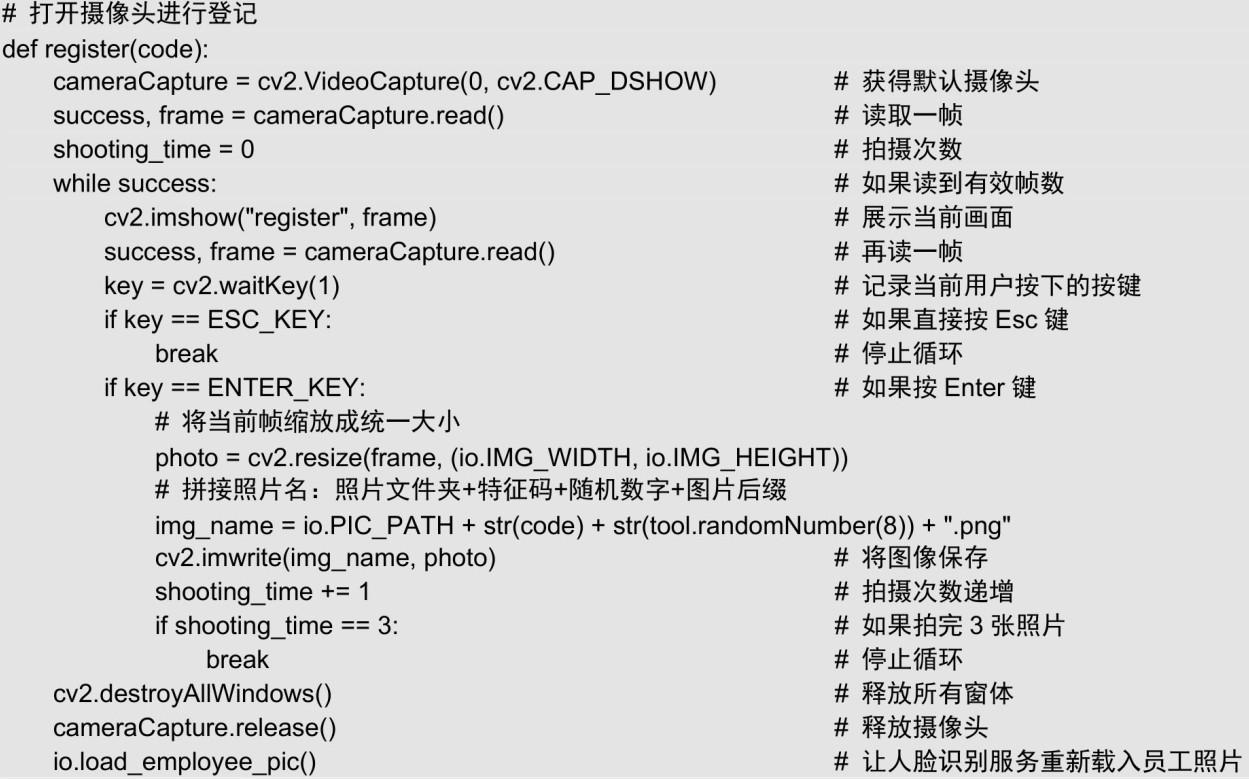 # 打开摄像头进行登记
def register(code):
    cameraCapture = cv2.VideoCapture(0, cv2.CAP_DSHOW)    # 获得默认摄像头
    success, frame = cameraCapture.read()    # 读取一帧
    shooting_time = 0    # 拍摄次数
    while success:    # 如果读到有效帧数
        cv2.imshow("register", frame)    # 展示当前画面
        success, frame = cameraCapture.read()    # 再读一帧
        key = cv2.waitKey(1)    # 记录当前用户按下的按键
        if key == ESC_KEY:    # 如果直接按 Esc 键
            break    # 停止循环
        if key == ENTER_KEY:    # 如果按 Enter 键
            # 将当前帧缩放成统一大小
            photo = cv2.resize(frame, (io.IMG_WIDTH, io.IMG_HEIGHT))
            # 拼接照片名：照片文件夹+特征码+随机数字+图片后缀
            img_name = io.PIC_PATH + str(code) + str(tool.randomNumber(8)) + ".png"
            cv2.imwrite(img_name, photo)    # 将图像保存
            shooting_time += 1    # 拍摄次数递增
            if shooting_time == 3:    # 如果拍完 3 张照片
                break    # 停止循环
    cv2.destroyAllWindows()    # 释放所有窗体
    cameraCapture.release()    # 释放摄像头
    io.load_employee_pic()    # 让人脸识别服务重新载入员工照片